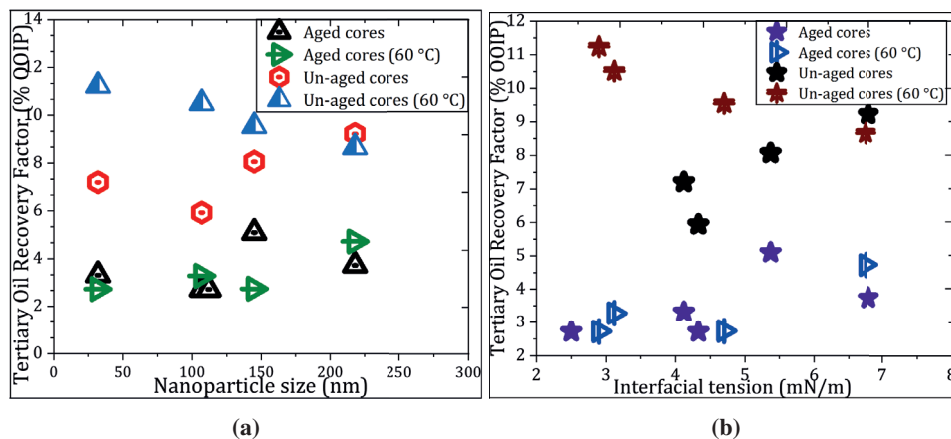 Tertiary Oil Recovery Factor (% OOIP)
14
12
10
8
6
4
2
0
Aged cores
Aged cores (60 °C)
Un-aged cores
Un-aged cores (60 °C)
0 50 100 150 200 250 300
Nanoparticle size (nm)
(a)
Tertiary Oil Recovery Factor (% OOIP)
12
11
10
9
8
7
6
5
4
3
2
Aged cores
Aged cores (60 °C)
Un-aged cores
Un-aged cores (60 °C)
2 3 4 5 6 7 8
Interfacial tension (mN/m)
(b)